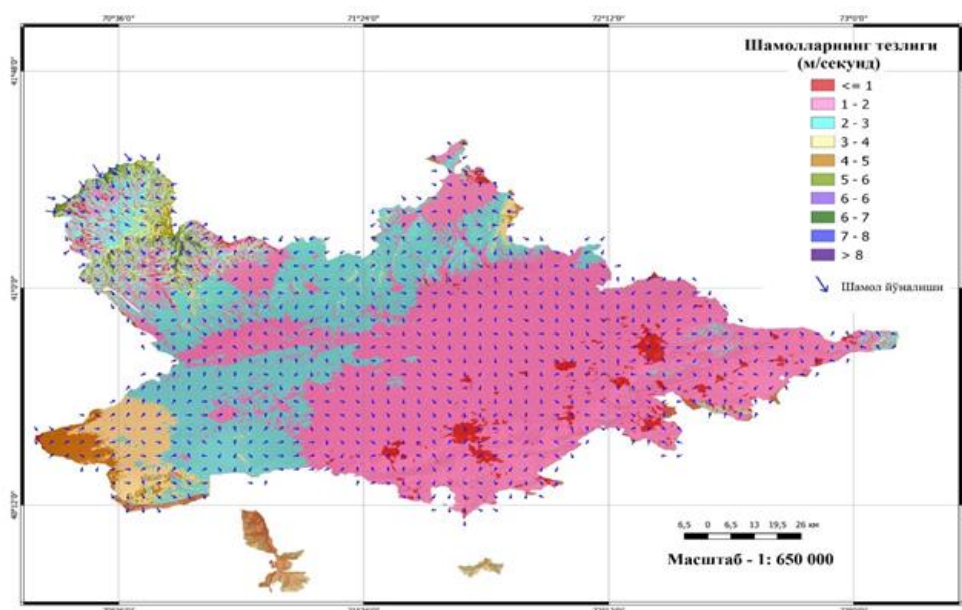 70°36'0" 71°24'0" 72°12'0" 73°0'0"
41°48'0"
Шамолларнинг тезлиги
(м/секунд)
<= 1
1 - 2
2 - 3
3 - 4
4 - 5
5 - 6
6 - 6
6 - 7
7 - 8
> 8
Шамол йўналиши
41°0'0"
40°12'0"
6,5 0 6,5 13 19,5 26 км
Масштаб - 1: 650 000